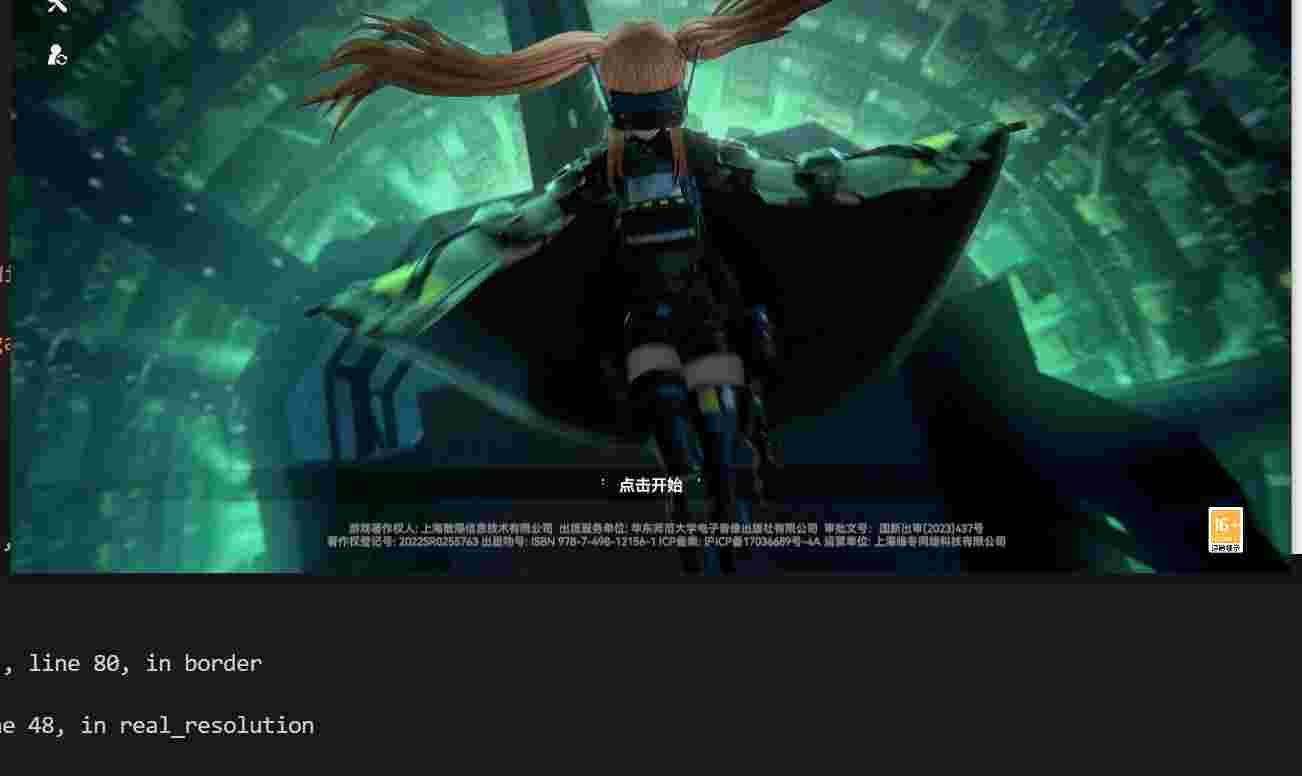 点击开始
游戏著作权人: 上海散爆信息技术有限公司 出版服务单位: 华东师范大学电子音像出版社有限公司 审批文号: 国新出审[2023]437号
著作权登记号: 2022SR0255763 出版物号: ISBN 978-7-498-12156-1 ICP备案: 沪ICP备17036689号-4A 运营单位: 上海暗夸网络科技有限公司
16+
适龄提示
, line 80, in border
e 48, in real_resolution